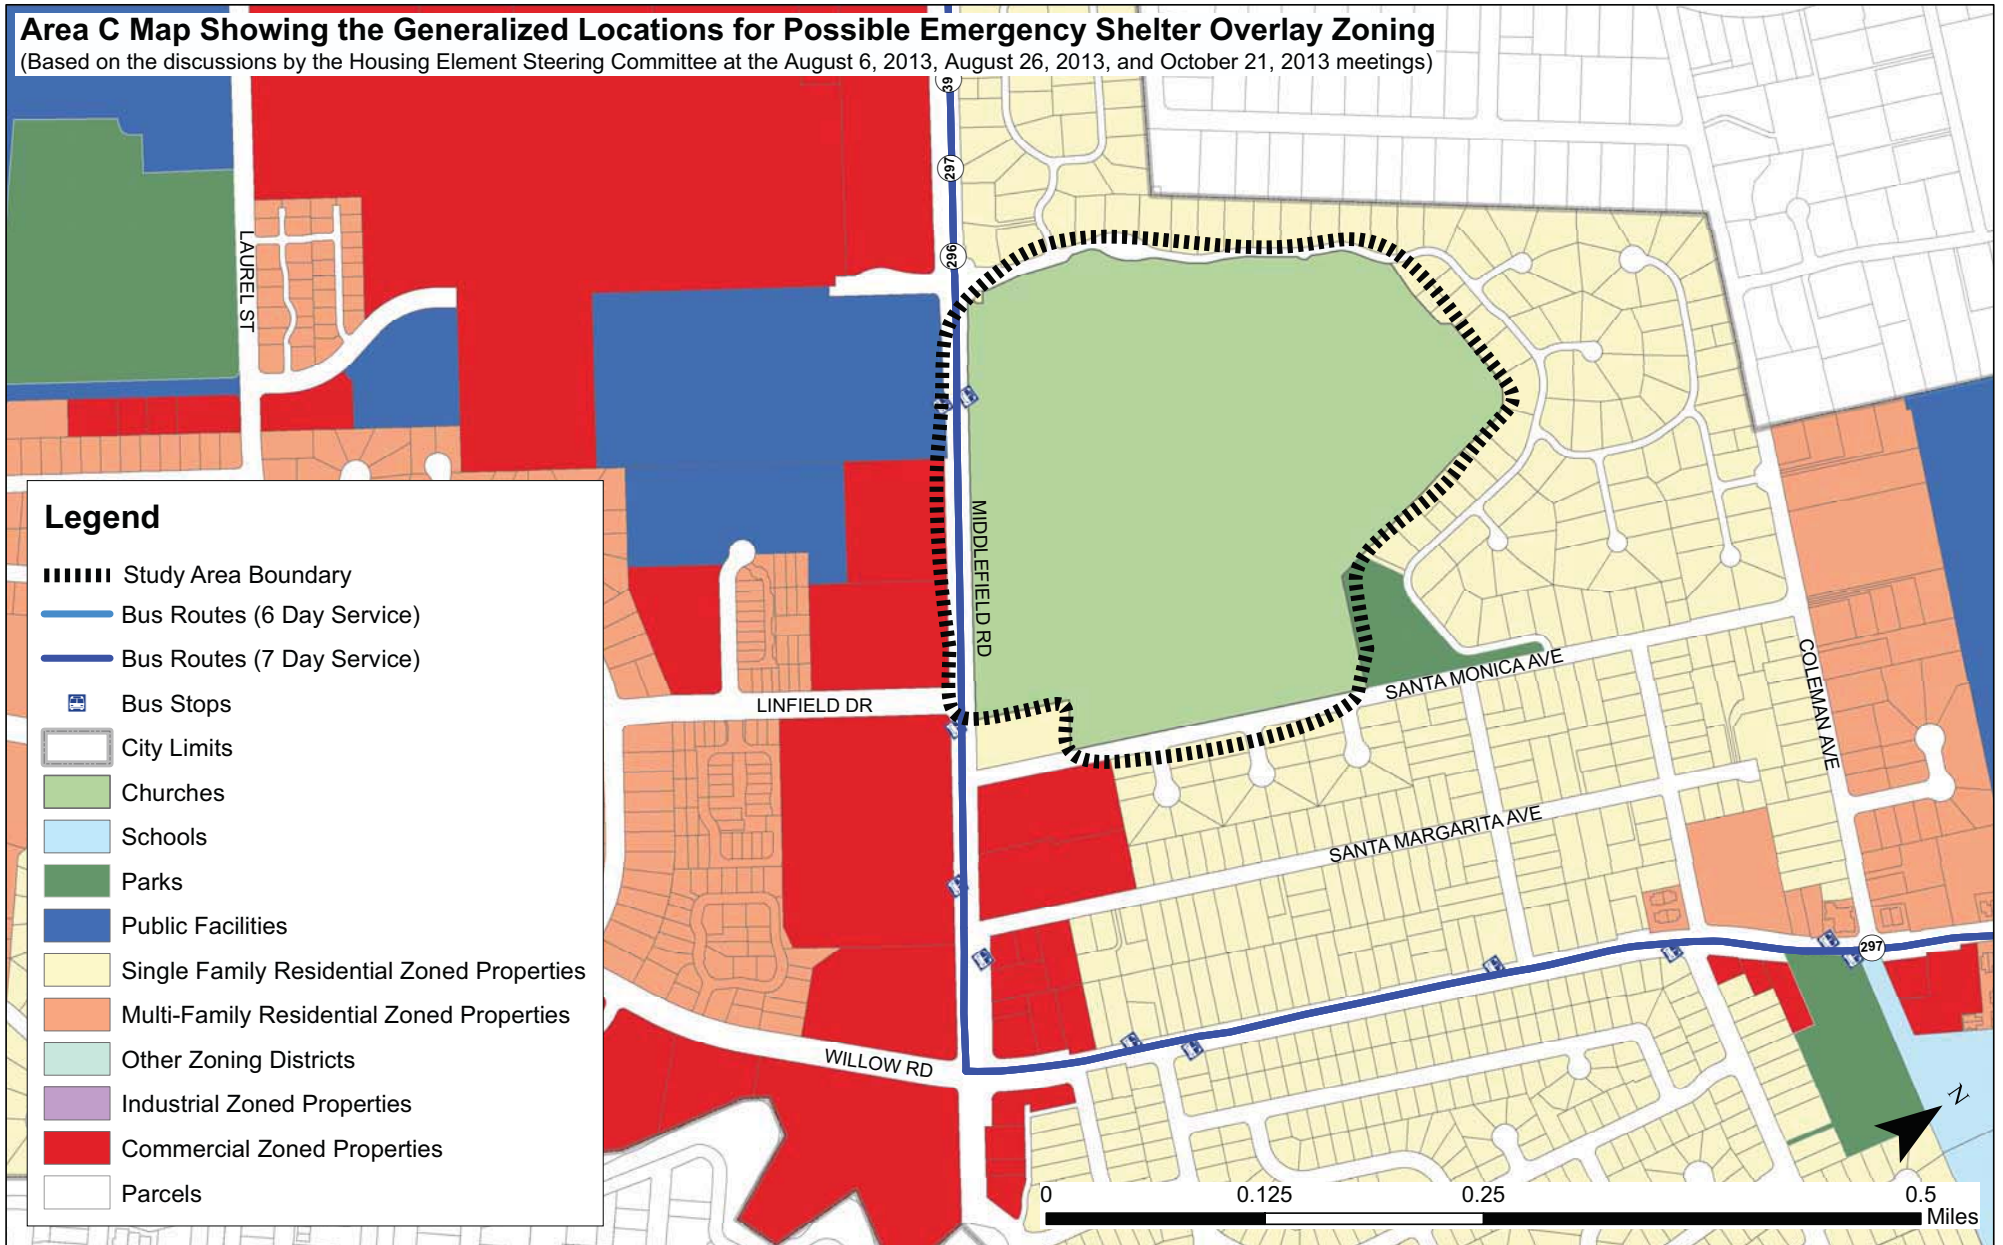 Area C Map Showing the Generalized Locations for Possible Emergency Shelter Overlay Zoning
(Based on the discussions by the Housing Element Steering Committee at the August 6, 2013, August 26, 2013, and October 21, 2013 meetings)
39
297
296
LAUREL ST
MIDDLEFIELD RD
LINFIELD DR
SANTA MONICA AVE
COLEMAN AVE
SANTA MARGARITA AVE
297
WILLOW RD
Legend
Study Area Boundary
Bus Routes (6 Day Service)
Bus Routes (7 Day Service)
Bus Stops
City Limits
Churches
Schools
Parks
Public Facilities
Single Family Residential Zoned Properties
Multi-Family Residential Zoned Properties
Other Zoning Districts
Industrial Zoned Properties
Commercial Zoned Properties
Parcels
N
0 0.125 0.25 0.5
Miles